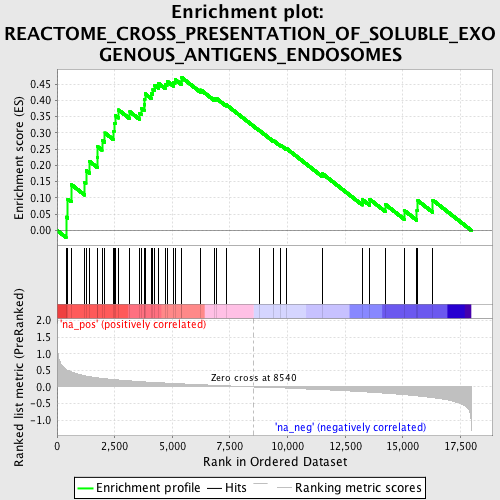 Enrichment plot:
REACTOME_CROSS_PRESENTATION_OF_SOLUBLE_EXO
GENOUS_ANTIGENS_ENDOSOMES
Enrichment score (ES)
0.45
0.40
0.35
0.30
0.25
0.20
0.15
0.10
0.05
0.00
'na_pos' (positively correlated)
Ranked list metric (PreRanked)
2.0
1.5
1.0
0.5
0.0
-0.5
-1.0
Zero cross at 8540
'na_neg' (negatively correlated)
0 2,500 5,000 7,500 10,000 12,500 15,000 17,500
Rank in Ordered Dataset
Enrichment profile Hits Ranking metric scores